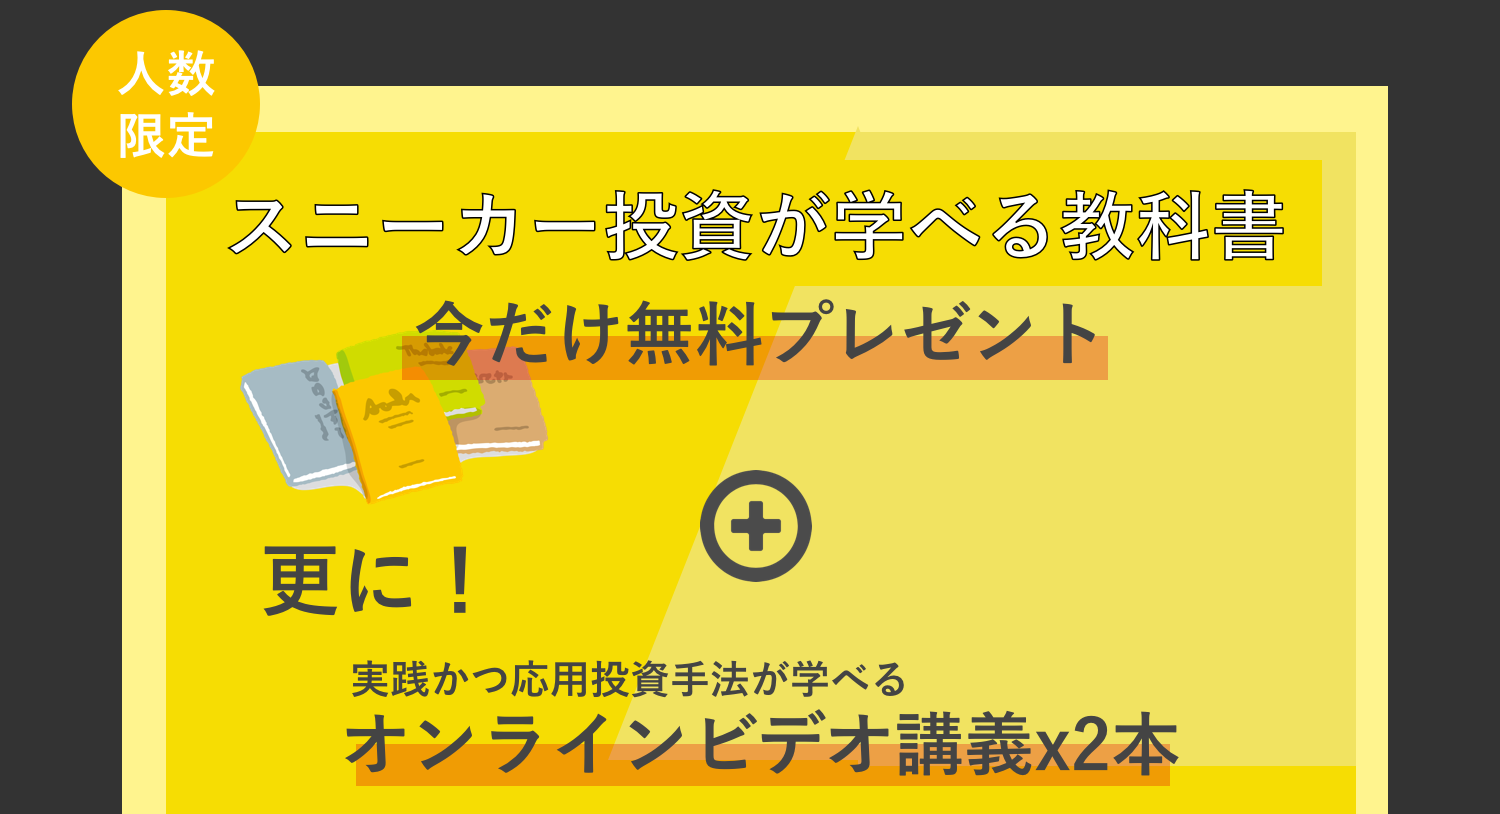 人数
限定
スニーカー投資が学べる教科書
今だけ無料プレゼント
更に！
実践かつ応用投資手法が学べる
オンラインビデオ講義x2本